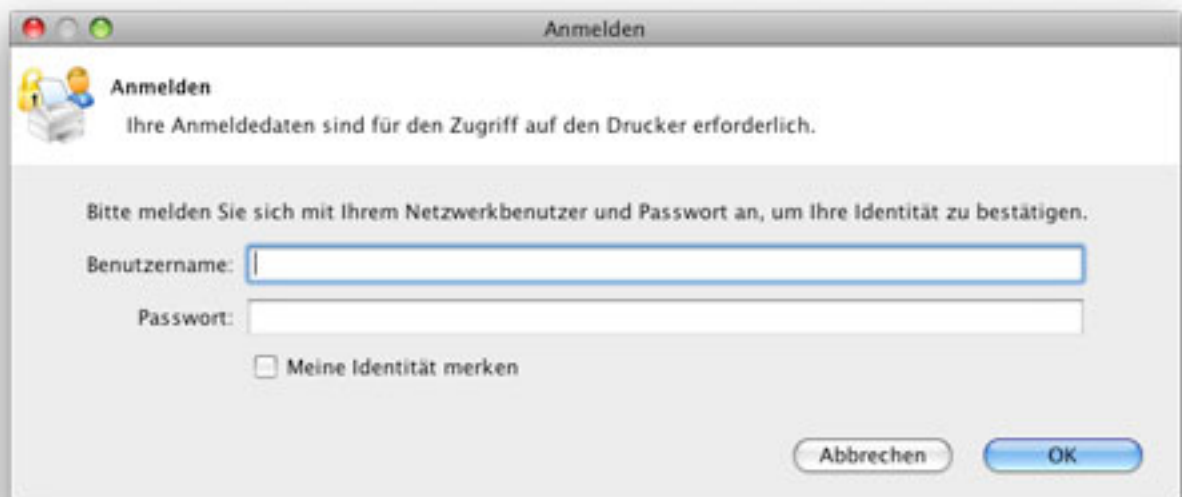 Anmelden
Anmelden
Ihre Anmeldedaten sind für den Zugriff auf den Drucker erforderlich.
Bitte melden Sie sich mit Ihrem Netzwerkbenutzer und Passwort an, um Ihre Identität zu bestätigen.
Benutzername:
Passwort:
Meine Identität merken
Abbrechen OK